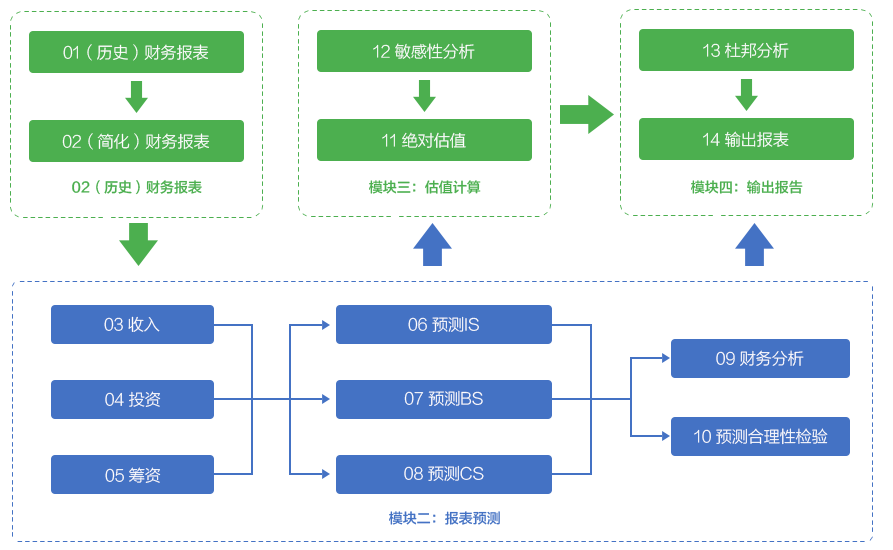 01（历史）财务报表
02（简化）财务报表
02（历史）财务报表
12 敏感性分析
11 绝对估值
模块三：估值计算
13 杜邦分析
14 输出报表
模块四：输出报告
03 收入
04 投资
05 筹资
06 预测IS
07 预测BS
08 预测CS
09 财务分析
10 预测合理性检验
模块二：报表预测